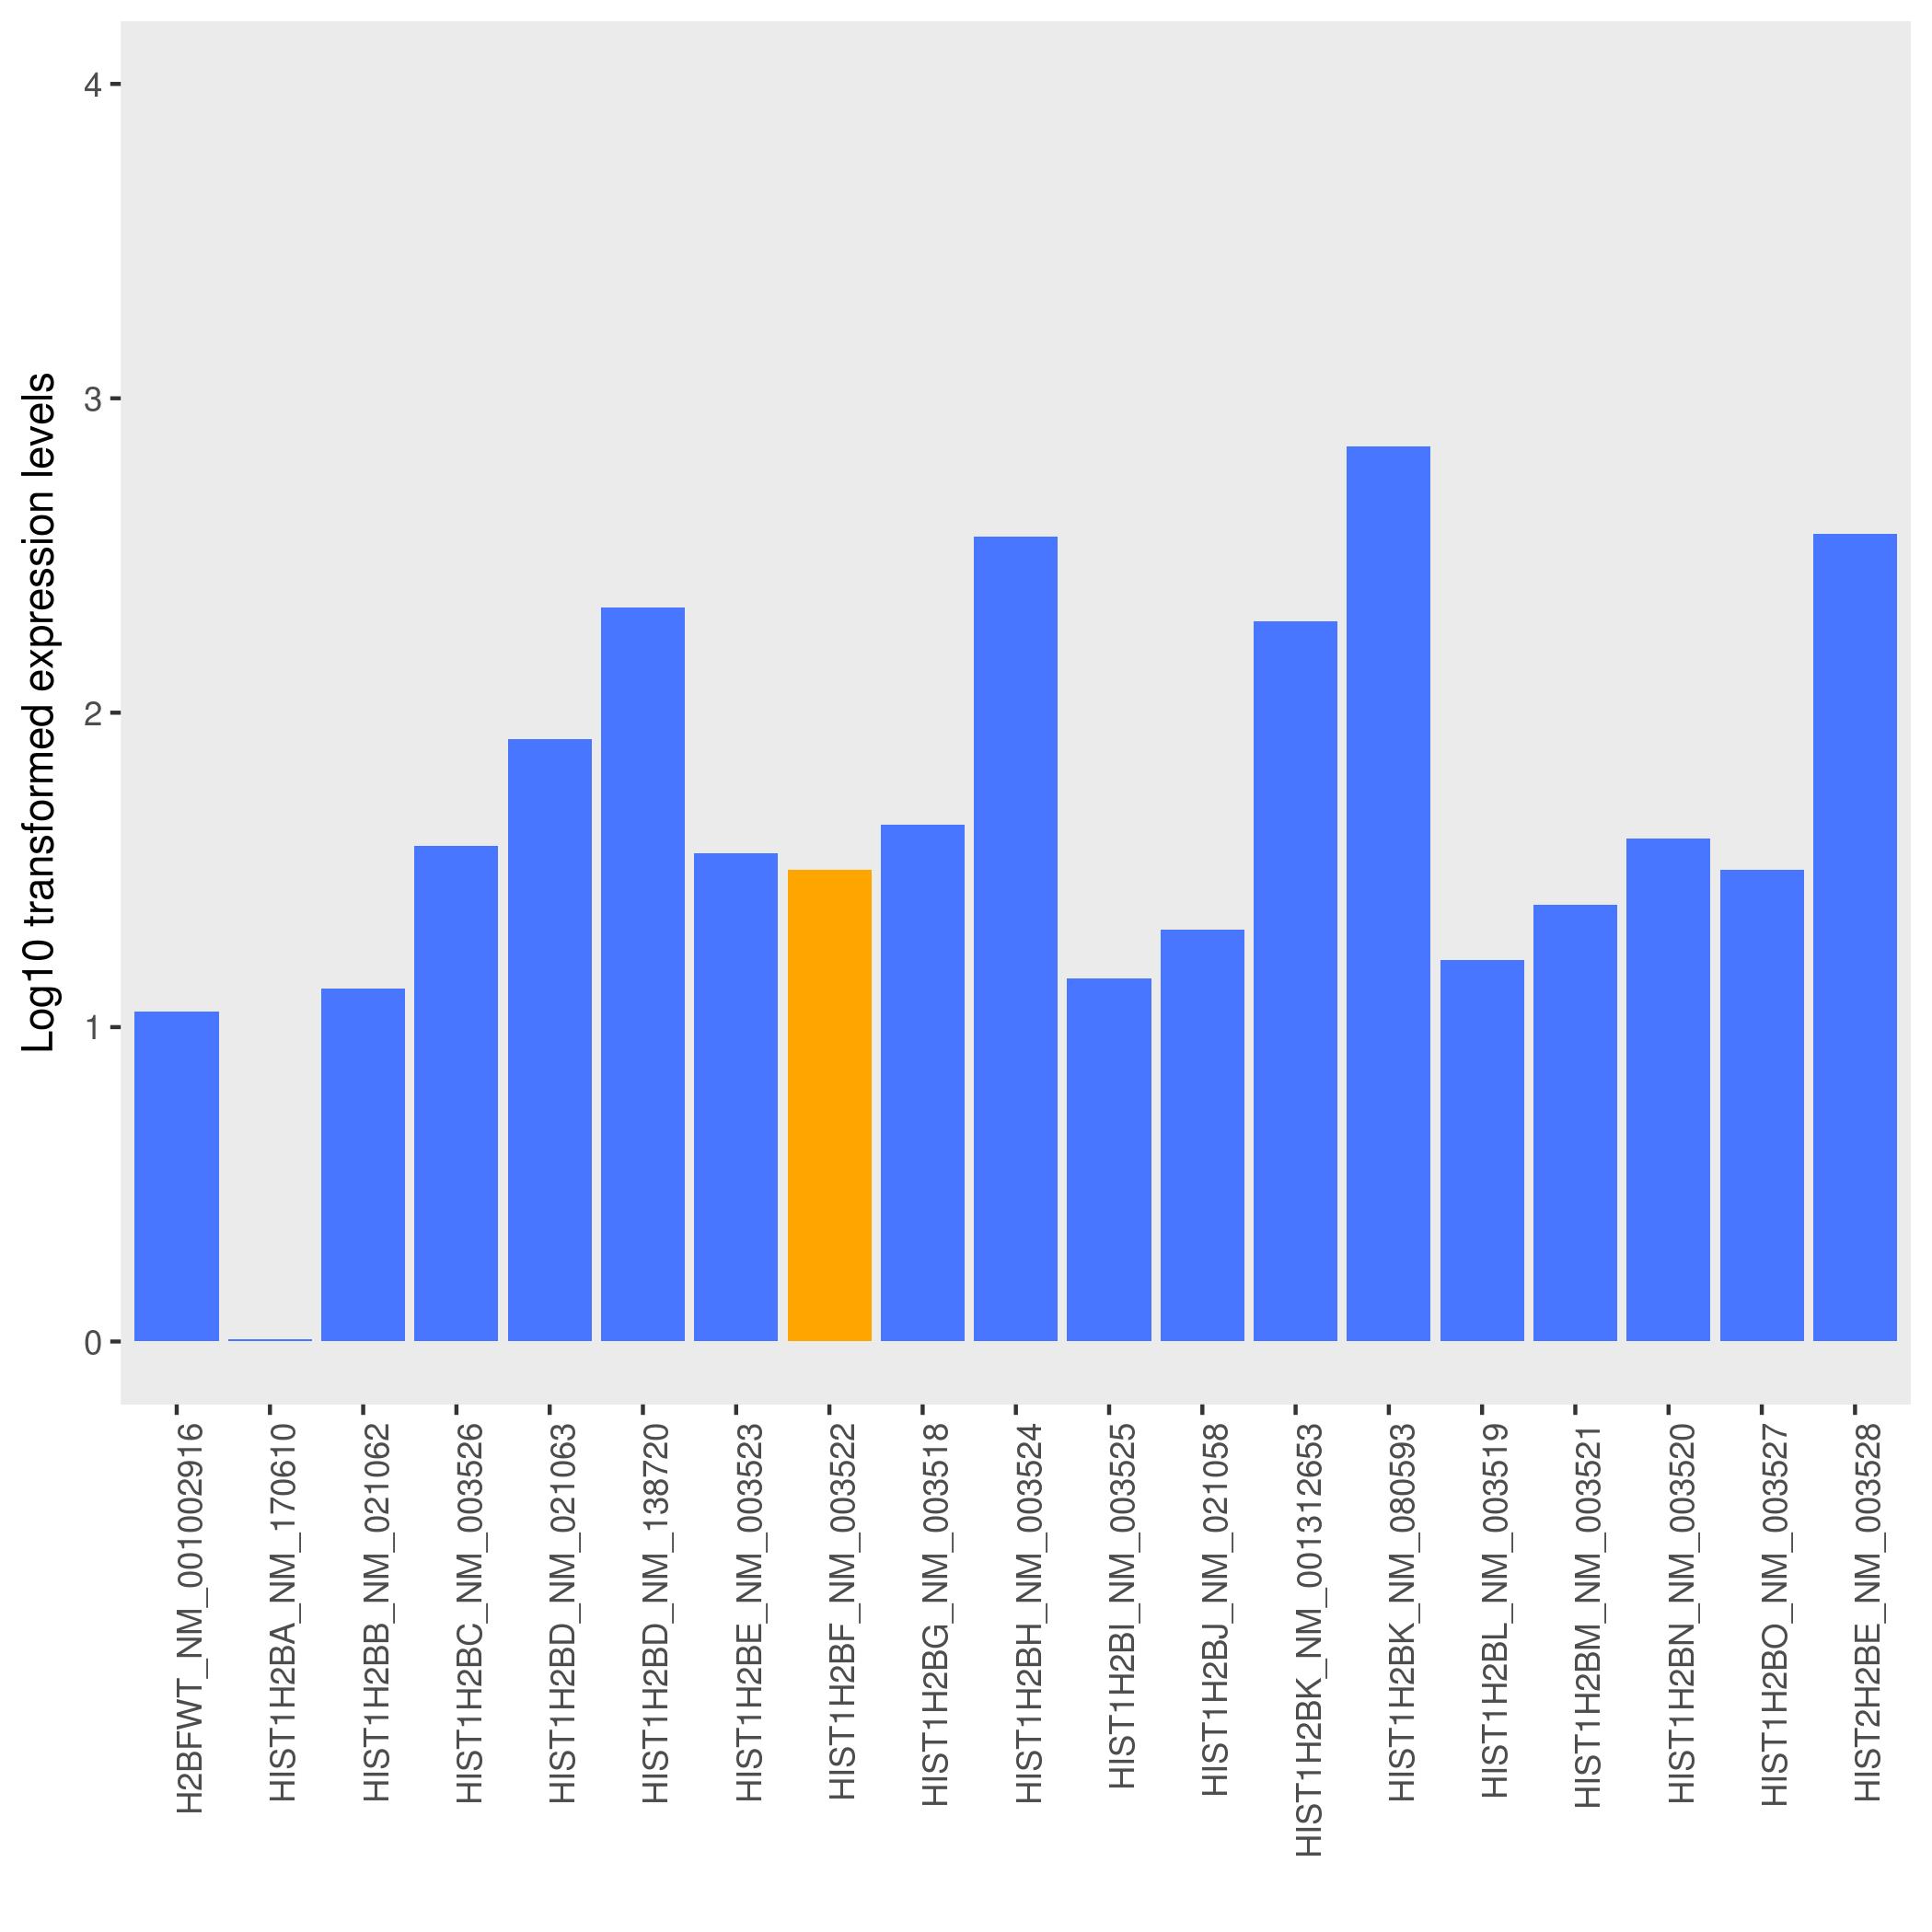 Log10 transformed expression levels
4
3
2
1
0
H2BFWT_NM_001002916
HIST1H2BA_NM_170610
HIST1H2BB_NM_021062
HIST1H2BC_NM_003526
HIST1H2BD_NM_021063
HIST1H2BD_NM_138720
HIST1H2BE_NM_003523
HIST1H2BF_NM_003522
HIST1H2BG_NM_003518
HIST1H2BH_NM_003524
HIST1H2BI_NM_003525
HIST1H2BJ_NM_021058
HIST1H2BK_NM_001312653
HIST1H2BK_NM_080593
HIST1H2BL_NM_003519
HIST1H2BM_NM_003521
HIST1H2BN_NM_003520
HIST1H2BO_NM_003527
HIST2H2BE_NM_003528